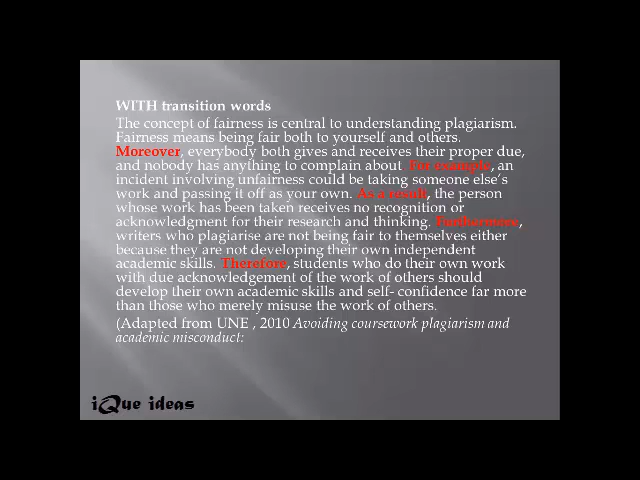 WITH transition words
The concept of fairness is central to understanding plagiarism.
Fairness means being fair both to yourself and others.
Moreover, everybody both gives and receives their proper due,
and nobody has anything to complain about. For example, an
incident involving unfairness could be taking someone else's
work and passing it off as your own. As a result, the person
whose work has been taken receives no recognition or
acknowledgment for their research and thinking. Furthermore,
writers who plagiarise are not being fair to themselves either
because they are not developing their own independent
academic skills. Therefore, students who do their own work
with due acknowledgement of the work of others should
develop their own academic skills and self- confidence far more
than those who merely misuse the work of others.
(Adapted from UNE , 2010 Avoiding coursework plagiarism and
academic misconduct:
iQue ideas